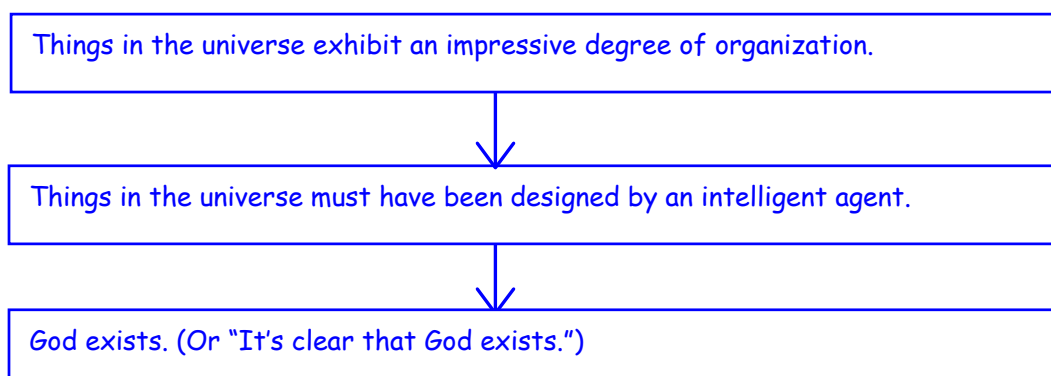 Things in the universe exhibit an impressive degree of organization.
Things in the universe must have been designed by an intelligent agent.
God exists. (Or “It’s clear that God exists.”)